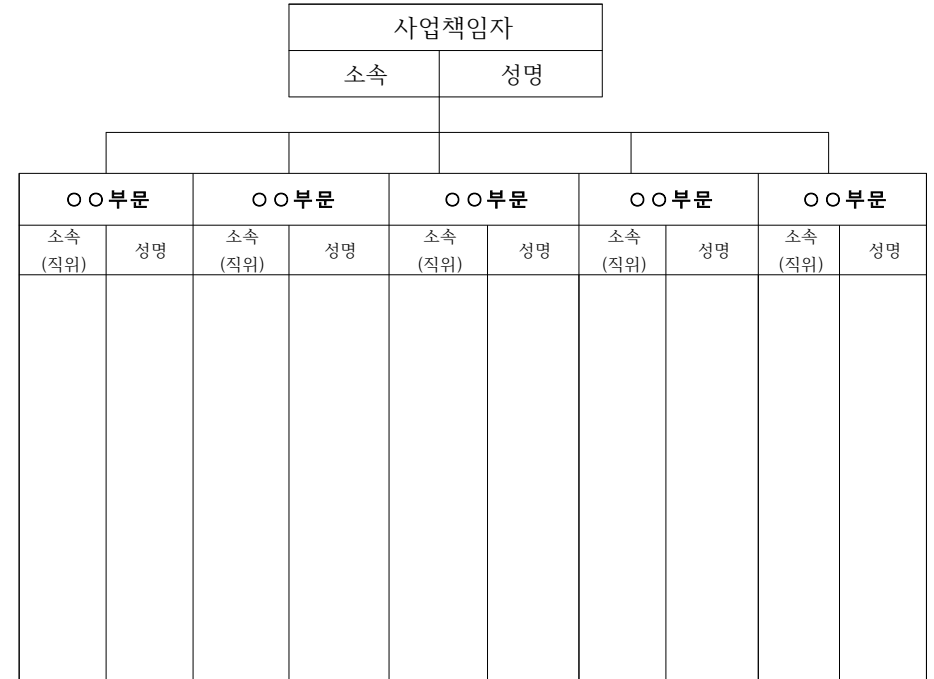 사업책임자
소속 성명
○○부문 ○○부문 ○○부문 ○○부문 ○○부문
소속 소속 소속 소속 소속
성명 성명 성명 성명 성명
(직위) (직위) (직위) (직위) (직위)